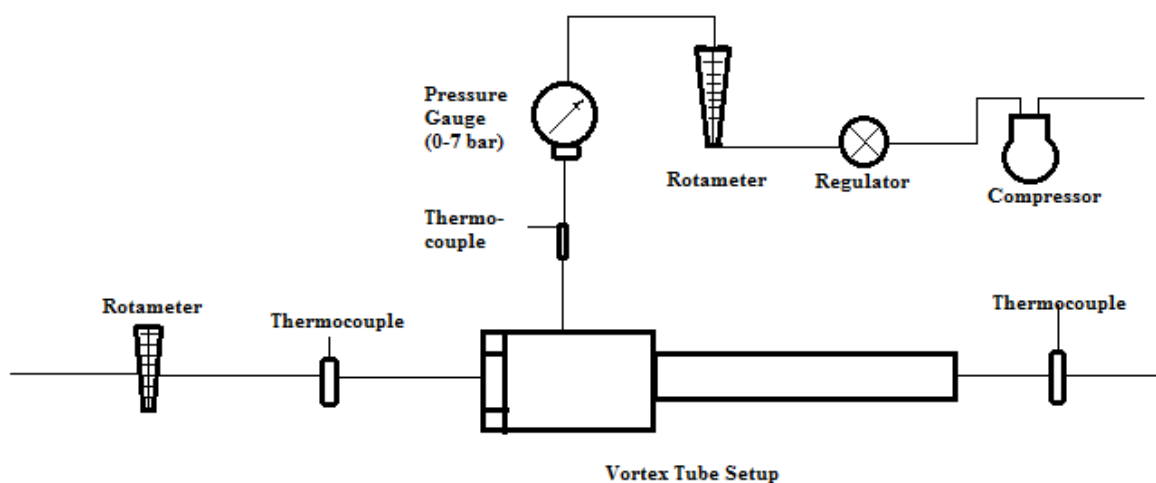 Pressure
Gauge
(0-7 bar)
Rotameter
Regulator
Compressor
Thermo-
couple
Rotameter
Thermocouple
Thermocouple
Vortex Tube Setup